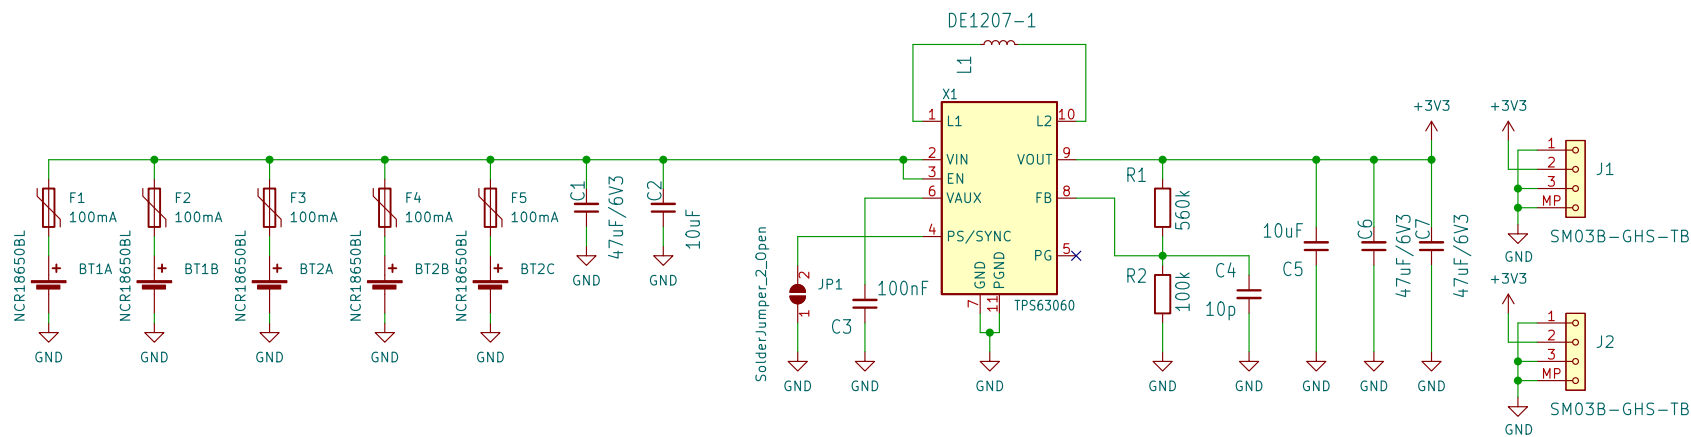 DE1207-1
L1
X1
1
L1
L2
10
2
VIN
VOUT
9
3
EN
6
VAUX
FB
8
4
PS/SYNC
PG
5
GND
PGND
7
11
TPS63060
F1
100mA
F2
100mA
F3
100mA
F4
100mA
F5
100mA
NCR18650BL
+
BT1A
GND
NCR18650BL
+
BT1B
GND
NCR18650BL
+
BT2A
GND
NCR18650BL
+
BT2B
GND
NCR18650BL
+
BT2C
GND
C1
47uF/6V3
GND
C2
10uF
GND
SolderJumper_2_Open
2
JP1
1
GND
100nF
C3
GND
GND
R1
560k
R2
100k
GND
C4
10p
GND
10uF
C5
GND
C6
47uF/6V3
GND
+3V3
C7
47uF/6V3
GND
+3V3
1
2
3
MP
J1
SM03B-GHS-TB
GND
+3V3
1
2
3
MP
J2
SM03B-GHS-TB
GND